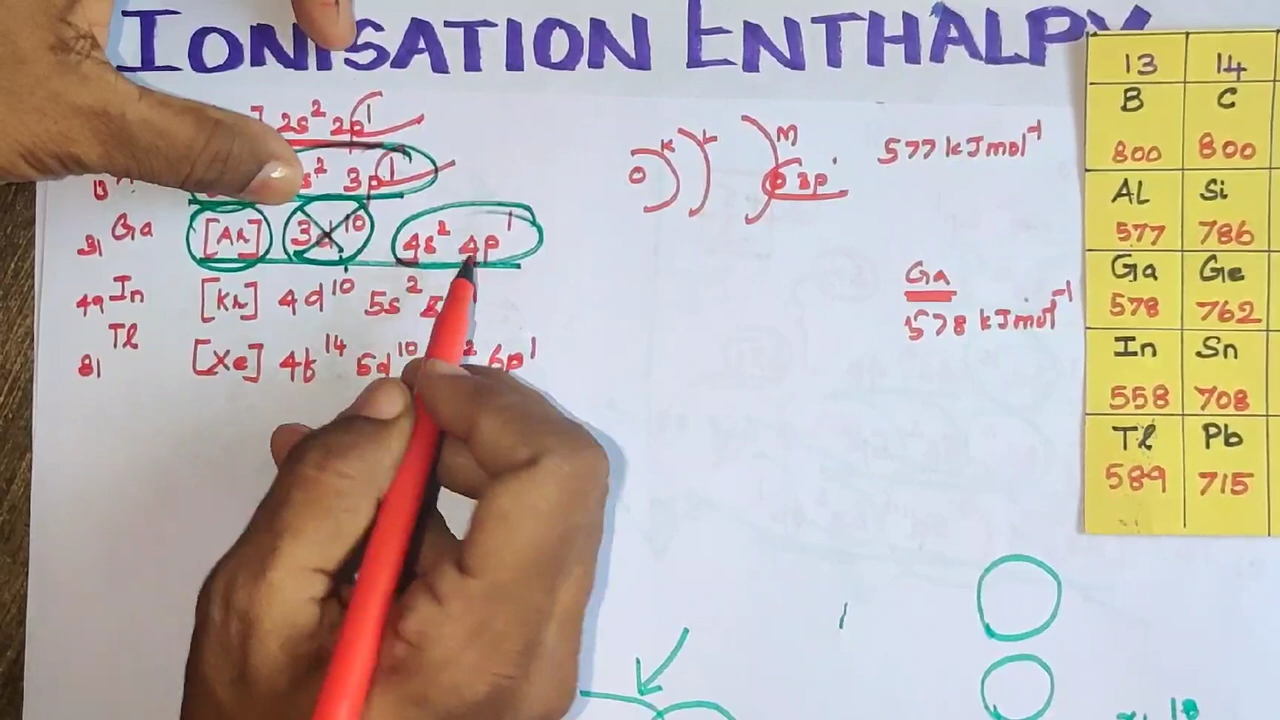 IONISATION ENTHALPY
2s² 2p¹
13 s² 3p¹
31 Ga [Ar] 3d¹⁰ 4s² 4p¹
49 In [Kr] 4d¹⁰ 5s²
81 Tl [Xe] 4f¹⁴ 5d¹⁰ 6p¹
K L M
3p¹
577 kJmol⁻¹
Ga
578 kJmol⁻¹
13 14
B C
800 800
AL Si
577 786
Ga Ge
578 762
In Sn
558 708
Tl Pb
589 715